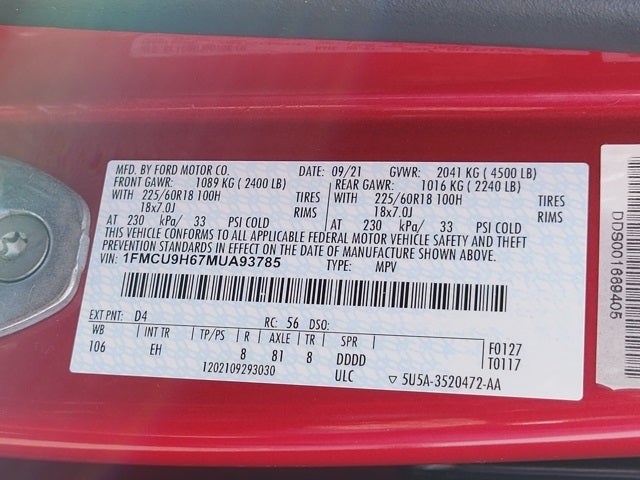 MFD. BY FORD MOTOR CO. DATE: 09/21 GVWR: 2041 KG (4500 LB)
FRONT GAWR: 1089 KG (2400 LB) REAR GAWR: 1016 KG (2240 LB)
WITH 225/60R18 100H TIRES WITH 225/60R18 100H TIRES
18x7.0J RIMS 18x7.0J RIMS
AT 230 kPa/ 33 PSI COLD AT 230 kPa/ 33 PSI COLD
THIS VEHICLE CONFORMS TO ALL APPLICABLE FEDERAL MOTOR VEHICLE SAFETY AND THEFT
PREVENTION STANDARDS IN EFFECT ON THE DATE OF MANUFACTURE SHOWN ABOVE.
VIN: 1FMCU9H67MUA93785 TYPE: MPV
EXT PNT: D4 RC: 56 DSO:
WB INT TR TP/PS R AXLE TR SPR F0127
106 EH 8 81 8 DDDD T0117
1202109293030 ULC ▽ 5U5A-3520472-AA
DDS001669405